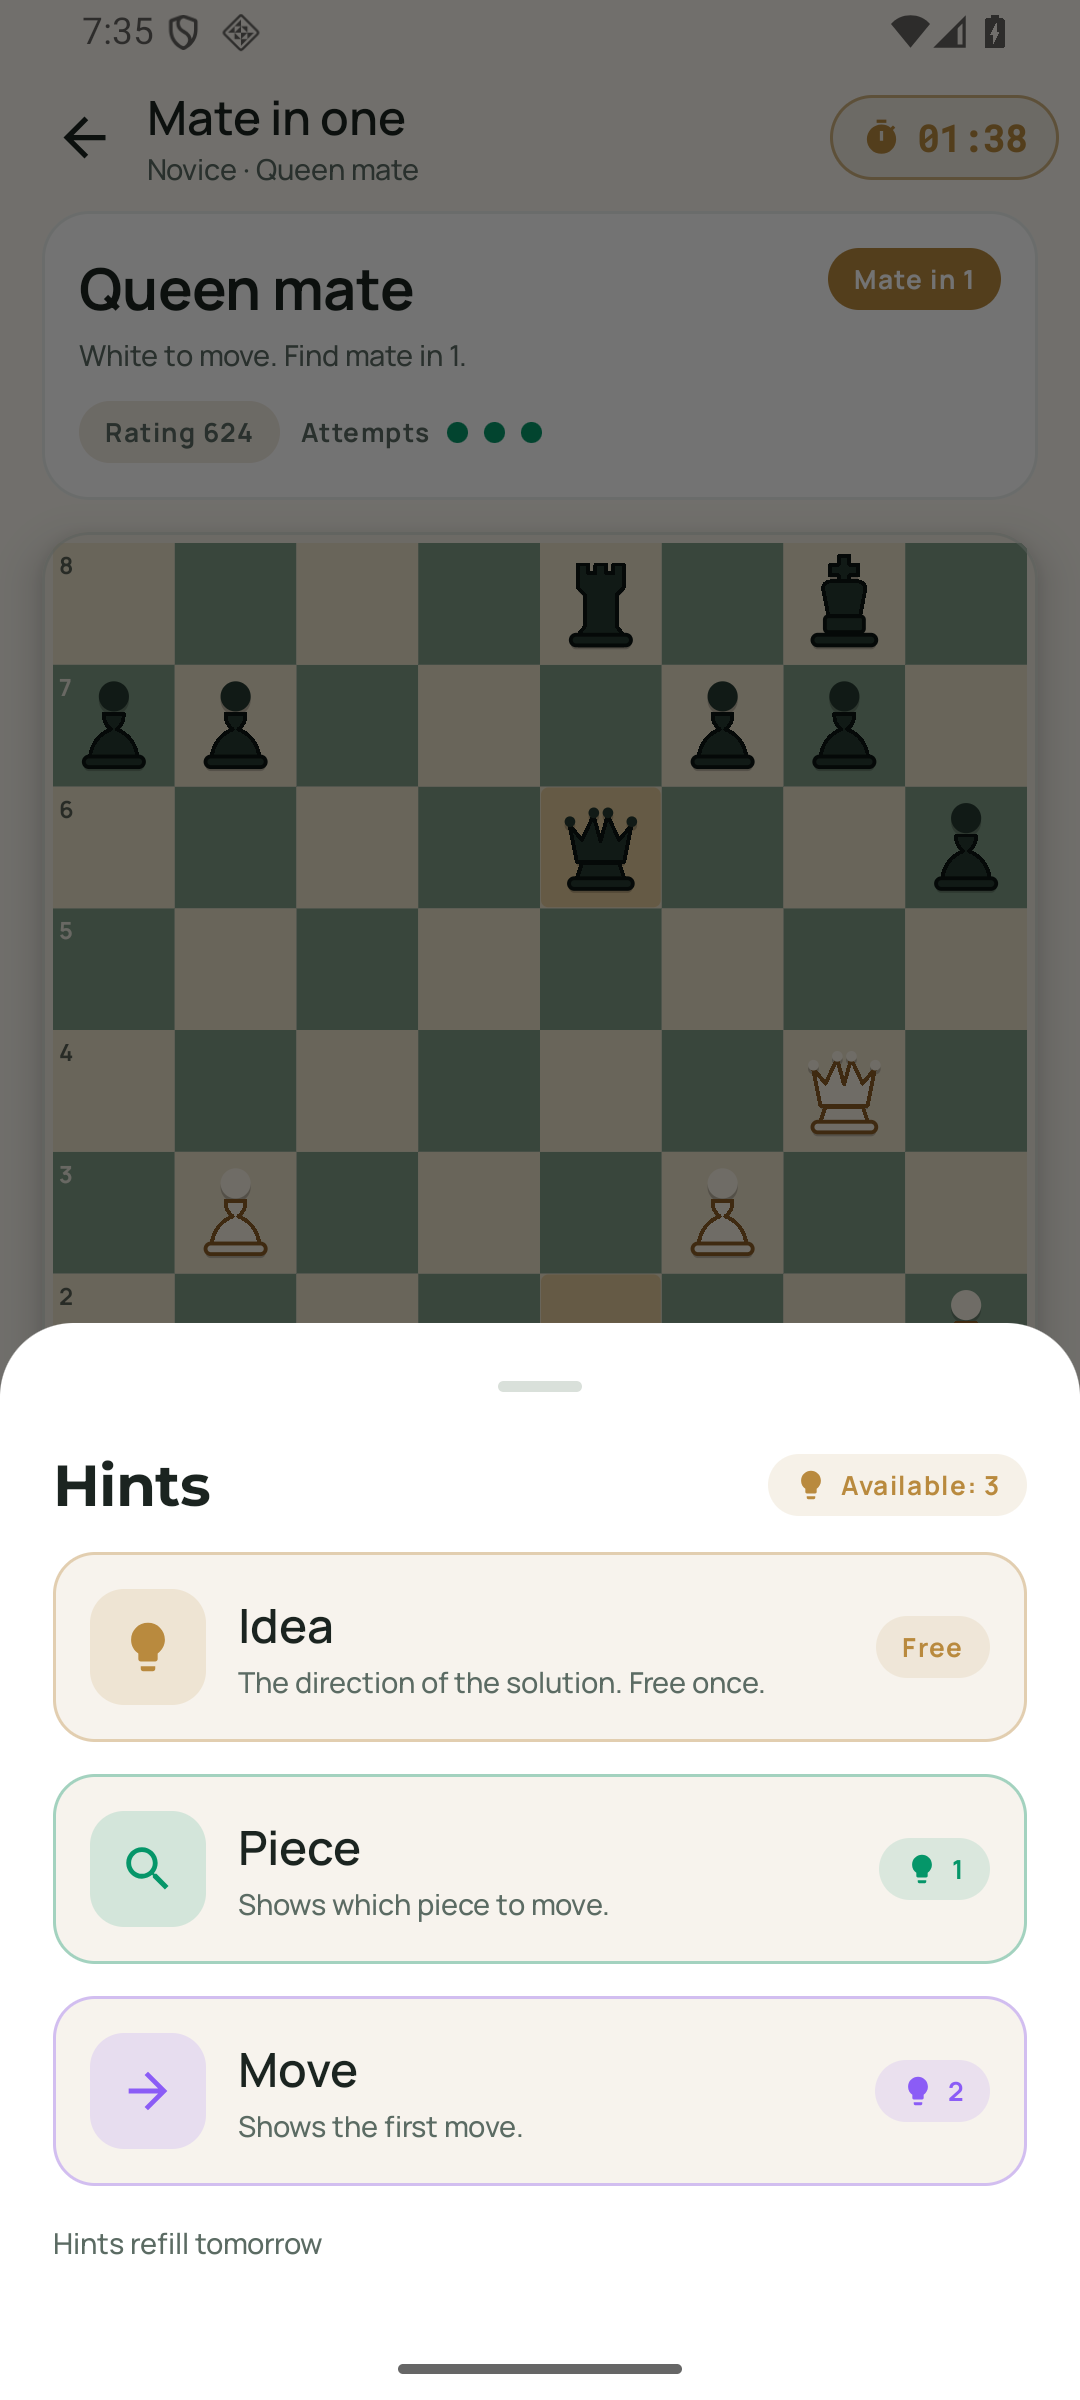 7:35
Mate in one
Novice · Queen mate
01:38
Queen mate
Mate in 1
White to move. Find mate in 1.
Rating 624
Attempts
8
7
6
5
4
3
2
Hints
Available: 3
Idea
The direction of the solution. Free once.
Free
Piece
Shows which piece to move.
1
Move
Shows the first move.
2
Hints refill tomorrow